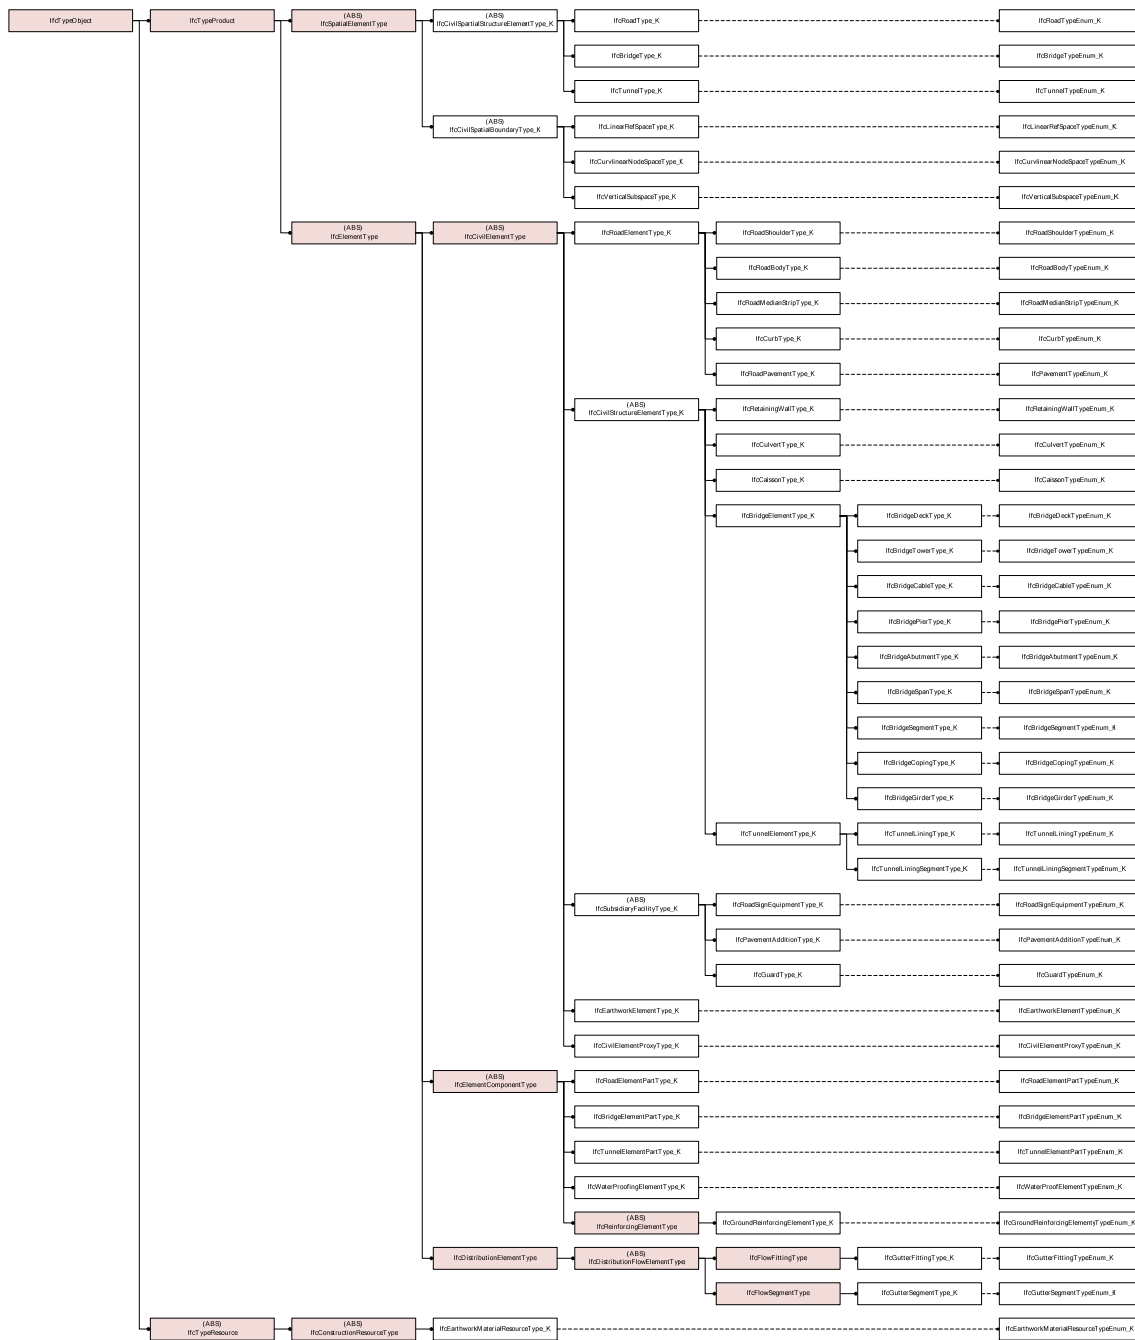 IfcTypeObject
IfcTypeProduct
(ABS)
IfcSpatialElementType
(ABS)
IfcCivilSpartialStructureElementType_K
IfcRoadType_K
IfcRoadTypeEnum_K
IfcBridgeType_K
IfcBridgeTypeEnum_K
IfcTunnelType_K
IfcTunnelTypeEnum_K
(ABS)
IfcCivilSpatialBoundaryType_K
IfcLinearRefSpaceType_K
IfcLinearRefSpaceTypeEnum_K
IfcCurvlinearNodeSpaceType_K
IfcCurvlinearNodeSpaceTypeEnum_K
IfcVerticalSubspaceType_K
IfcVerticalSubspaceTypeEnum_K
(ABS)
IfcElementType
(ABS)
IfcCivilElementType
IfcRoadElementType_K
IfcRoadShoulderType_K
IfcRoadShoulderTypeEnum_K
IfcRoadBodyType_K
IfcRoadBodyTypeEnum_K
IfcRoadMedianStripType_K
IfcRoadMedianStripTypeEnum_K
IfcCurbType_K
IfcCurbTypeEnum_K
IfcRoadPavementType_K
IfcPavementTypeEnum_K
(ABS)
IfcCivilStructureElementType_K
IfcRetainingWallType_K
IfcRetainingWallTypeEnum_K
IfcCulvertType_K
IfcCulvertTypeEnum_K
IfcCaissonType_K
IfcCaissonTypeEnum_K
IfcBridgeElementType_K
IfcBridgeDeckType_K
IfcBridgeDeckTypeEnum_K
IfcBridgeTowerType_K
IfcBridgeTowerTypeEnum_K
IfcBridgeCableType_K
IfcBridgeCableTypeEnum_K
IfcBridgePierType_K
IfcBridgePierTypeEnum_K
IfcBridgeAbutmentType_K
IfcBridgeAbutmentTypeEnum_K
IfcBridgeSpanType_K
IfcBridgeSpanTypeEnum_K
IfcBridgeSegmentType_K
IfcBridgeSegmentTypeEnum_K
IfcBridgeCopingType_K
IfcBridgeCopingTypeEnum_K
IfcBridgeGirderType_K
IfcBridgeGirderTypeEnum_K
IfcTunnelElementType_K
IfcTunnelLiningType_K
IfcTunnelLiningTypeEnum_K
IfcTunnelLiningSegmentType_K
IfcTunnelLiningSegmentTypeEnum_K
(ABS)
IfcSubsidiaryFacilityType_K
IfcRoadSignEquipmentType_K
IfcRoadSignEquipmentTypeEnum_K
IfcPavementAdditionType_K
IfcPavementAdditionTypeEnum_K
IfcGuardType_K
IfcGuardTypeEnum_K
IfcEarthworkElementType_K
IfcEarthworkElementTypeEnum_K
IfcCivilElementProxyType_K
IfcCivilElementProxyTypeEnum_K
(ABS)
IfcElementComponentType
IfcRoadElementPartType_K
IfcRoadElementPartTypeEnum_K
IfcBridgeElementPartType_K
IfcBridgeElementPartTypeEnum_K
IfcTunnelElementPartType_K
IfcTunnelElementPartTypeEnum_K
IfcWaterProofingElementType_K
IfcWaterProofElementTypeEnum_K
(ABS)
IfcReinforcingElementType
IfcGroundReinforcingElementType_K
IfcGroundReinforcingElementyTypeEnum_K
IfcDistributionElementType
(ABS)
IfcDistributionFlowElementType
IfcFlowFittingType
IfcGutterFittingType_K
IfcGutterFittingTypeEnum_K
IfcFlowSegmentType
IfcGutterSegmentType_K
IfcGutterSegmentTypeEnum_K
(ABS)
IfcTypeResource
(ABS)
IfcConstructionResourceType
IfcEarthworkMaterialResourceType_K
IfcEarthworkMaterialResourceTypeEnum_K